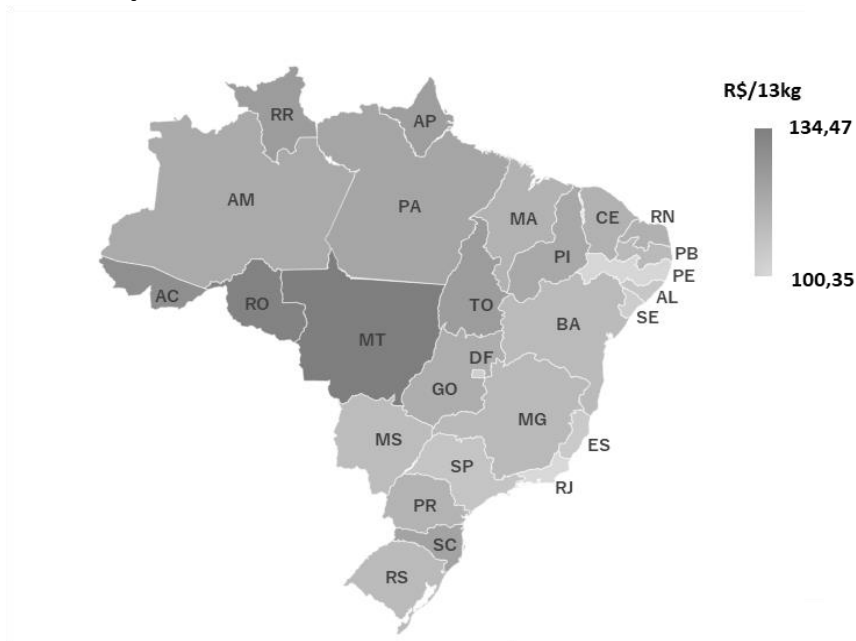 R$/13kg
134,47
100,35
RR
AP
AM
PA
MA
CE
RN
PI
PB
PE
AC
RO
TO
AL
SE
BA
MT
DF
GO
MG
MS
ES
SP
RJ
PR
SC
RS